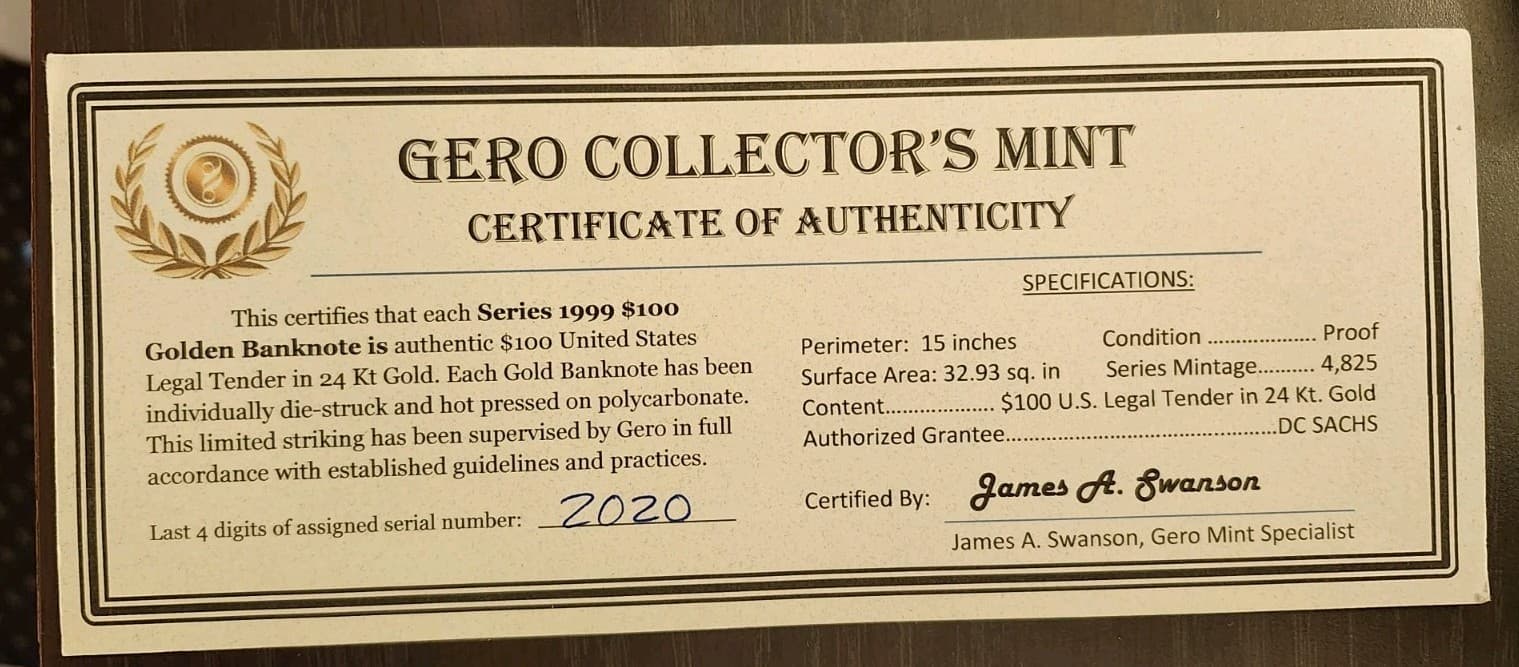 GERO COLLECTOR'S MINT
CERTIFICATE OF AUTHENTICITY
This certifies that each Series 1999 $100
Golden Banknote is authentic $100 United States
Legal Tender in 24 Kt Gold. Each Gold Banknote has been
individually die-struck and hot pressed on polycarbonate.
This limited striking has been supervised by Gero in full
accordance with established guidelines and practices.
Last 4 digits of assigned serial number: 2020
SPECIFICATIONS:
Perimeter: 15 inches Condition .................... Proof
Surface Area: 32.93 sq. in Series Mintage.......... 4,825
Content.................... $100 U.S. Legal Tender in 24 Kt. Gold
Authorized Grantee..................................................DC SACHS
Certified By: James A. Swanson
James A. Swanson, Gero Mint Specialist